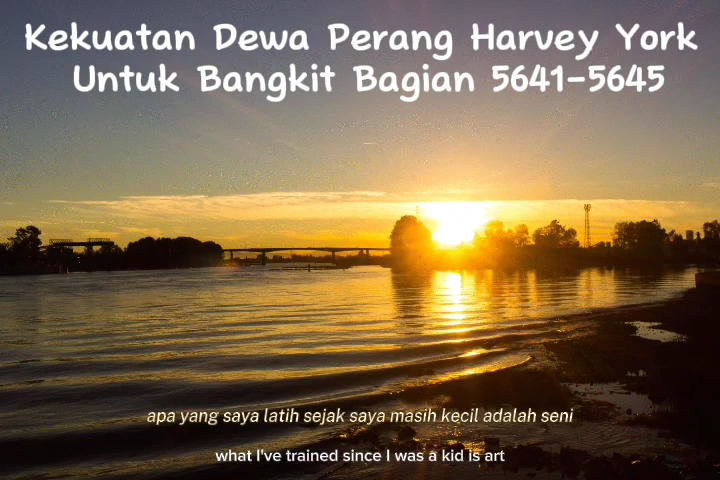 Kekuatan Dewa Perang Harvey York
Untuk Bangkit Bagian 5641-5645
apa yang saya latih sejak saya masih kecil adalah seni
what I've trained since I was a kid is art